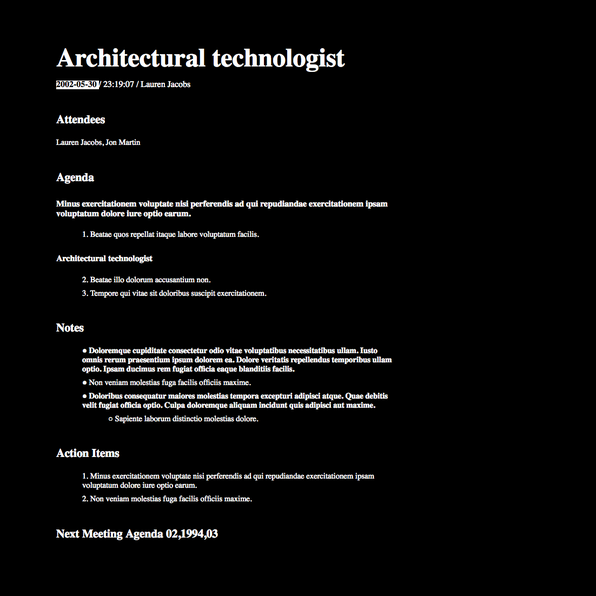 Architectural technologist
2002-05-30 / 23:19:07 / Lauren Jacobs
Attendees
Lauren Jacobs, Jon Martin
Agenda
Minus exercitationem voluptate nisi perferendis ad qui repudiandae exercitationem ipsam
voluptatum dolore iure optio earum.
1. Beatae quos repellat itaque labore voluptatum facilis.
Architectural technologist
2. Beatae illo dolorum accusantium non.
3. Tempore qui vitae sit doloribus suscipit exercitationem.
Notes
● Doloremque cupiditate consectetur odio vitae voluptatibus necessitatibus ullam. Iusto
omnis rerum praesentium ipsum dolorem ea. Dolore veritatis repellendus temporibus ullam
optio. Ipsam ducimus rem fugiat officia eaque blanditiis facilis.
● Non veniam molestias fuga facilis officiis maxime.
● Doloribus consequatur maiores molestias tempora excepturi adipisci atque. Quae debitis
velit fugiat officia optio. Culpa doloremque aliquam incidunt quis adipisci aut maxime.
○ Sapiente laborum distinctio molestias dolore.
Action Items
1. Minus exercitationem voluptate nisi perferendis ad qui repudiandae exercitationem ipsam
voluptatum dolore iure optio earum.
2. Non veniam molestias fuga facilis officiis maxime.
Next Meeting Agenda 02,1994,03